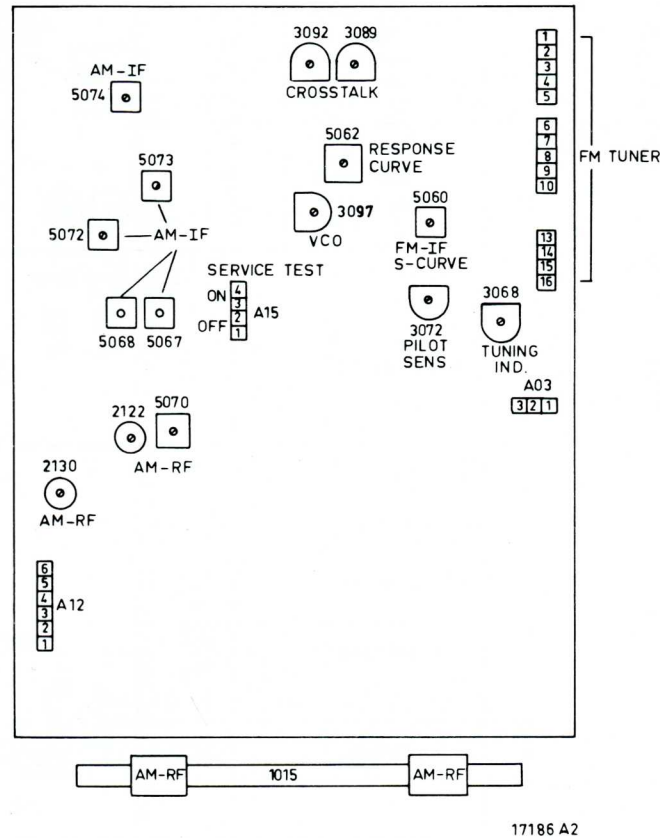 3092 3089
CROSSTALK
AM-IF
5074
1
2
3
4
5
6
7
8
9
10
13
14
15
16
FM TUNER
5062
RESPONSE
CURVE
5073
5072
AM-IF
3097
VCO
5060
FM-IF
S-CURVE
SERVICE TEST
ON
OFF
4
3
2
1
A15
5068 5067
3072
PILOT
SENS
3068
TUNING
IND.
A03
3 2 1
2122 5070
AM-RF
2130
AM-RF
6
5
4
3
2
1
A12
AM-RF 1015 AM-RF
17186 A2